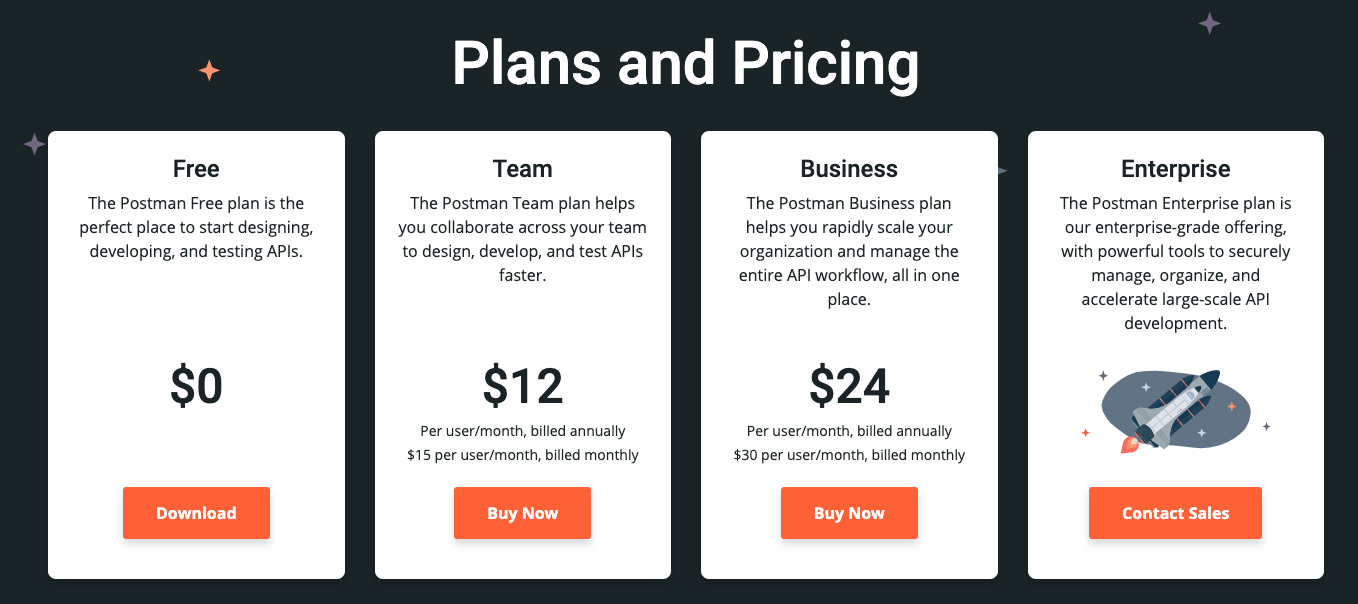 Plans and Pricing
Free
The Postman Free plan is the
perfect place to start designing,
developing, and testing APIs.
$0
Download
Team
The Postman Team plan helps
you collaborate across your team
to design, develop, and test APIs
faster.
$12
Per user/month, billed annually
$15 per user/month, billed monthly
Buy Now
Business
The Postman Business plan
helps you rapidly scale your
organization and manage the
entire API workflow, all in one
place.
$24
Per user/month, billed annually
$30 per user/month, billed monthly
Buy Now
Enterprise
The Postman Enterprise plan is
our enterprise-grade offering,
with powerful tools to securely
manage, organize, and
accelerate large-scale API
development.
Contact Sales